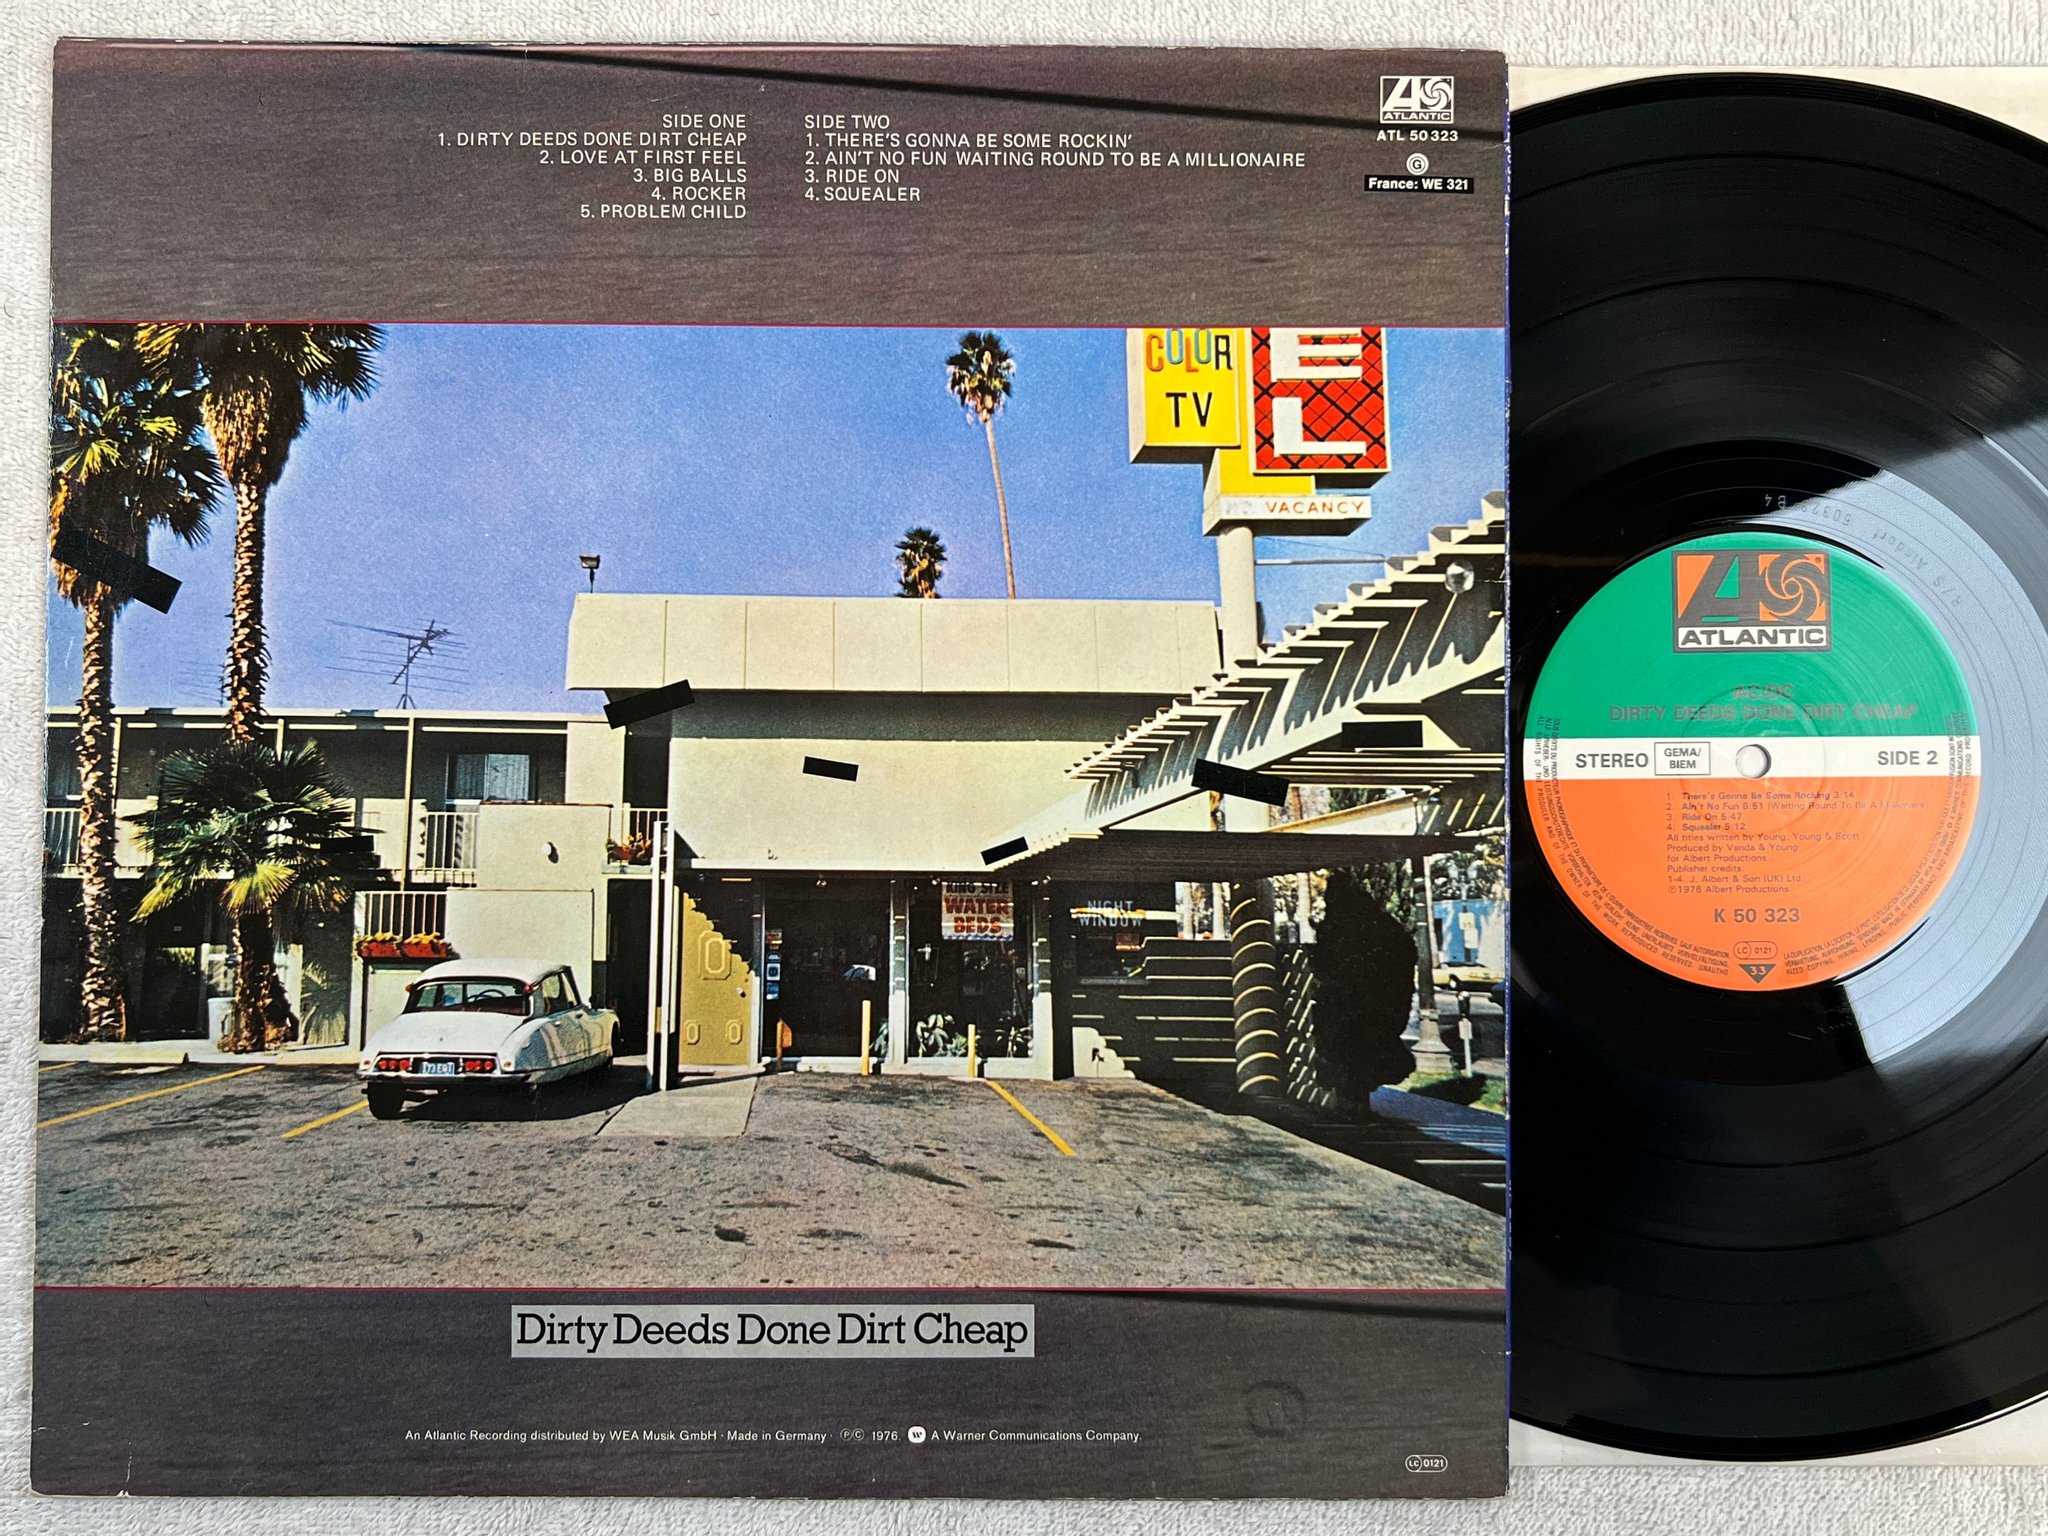 SIDE ONE
1. DIRTY DEEDS DONE DIRT CHEAP
2. LOVE AT FIRST FEEL
3. BIG BALLS
4. ROCKER
5. PROBLEM CHILD
SIDE TWO
1. THERE'S GONNA BE SOME ROCKIN'
2. AIN'T NO FUN WAITING ROUND TO BE A MILLIONAIRE
3. RIDE ON
4. SQUEALER
ATLANTIC
ATL 50 323
G
France: WE 321
COLOR
TV
EL
VACANCY
KING SIZE
WATER
BEDS
NIGHT
WINDOW
Dirty Deeds Done Dirt Cheap
An Atlantic Recording distributed by WEA Musik GmbH · Made in Germany · ℗© 1976. W A Warner Communications Company.
LC 0121
ATLANTIC
AC/DC
DIRTY DEEDS DONE DIRT CHEAP
STEREO
GEMA/
BIEM
SIDE 2
1. There's Gonna Be Some Rocking 3:14
2. Ain't No Fun 6:51 (Waiting Round To Be A Millionaire)
3. Ride On 5:47
4. Squealer 5:12
All titles written by Young, Young & Scott
Produced by Vanda & Young
for Albert Productions
Publisher credits:
1-4. J. Albert & Son (UK) Ltd.
℗1976 Albert Productions
K 50 323
LC 0121
33